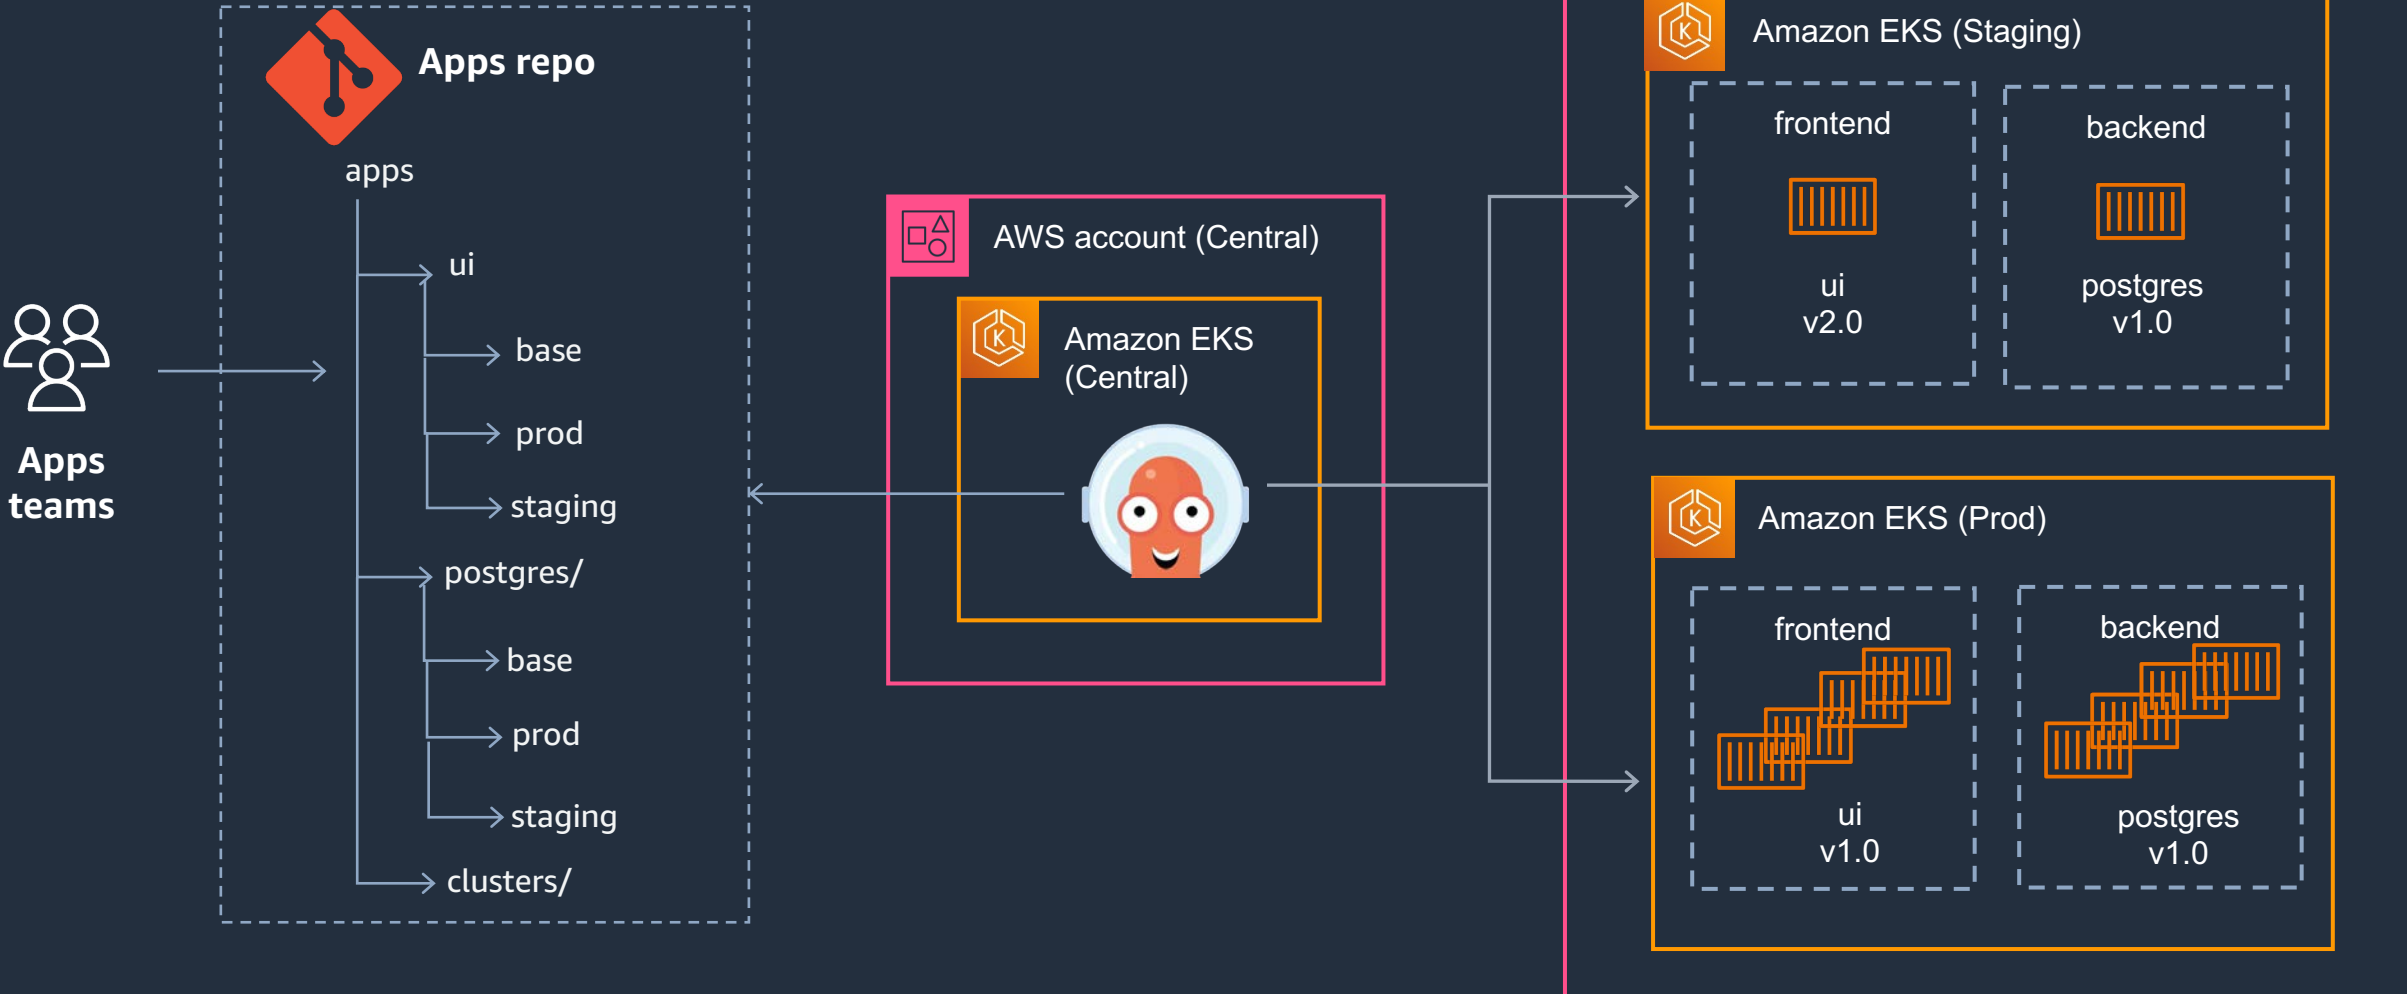 Apps repo
apps
ui
base
prod
staging
postgres/
base
prod
staging
clusters/
Apps
teams
AWS account (Central)
Amazon EKS
(Central)
Amazon EKS (Staging)
frontend
ui
v2.0
backend
postgres
v1.0
Amazon EKS (Prod)
frontend
ui
v1.0
backend
postgres
v1.0